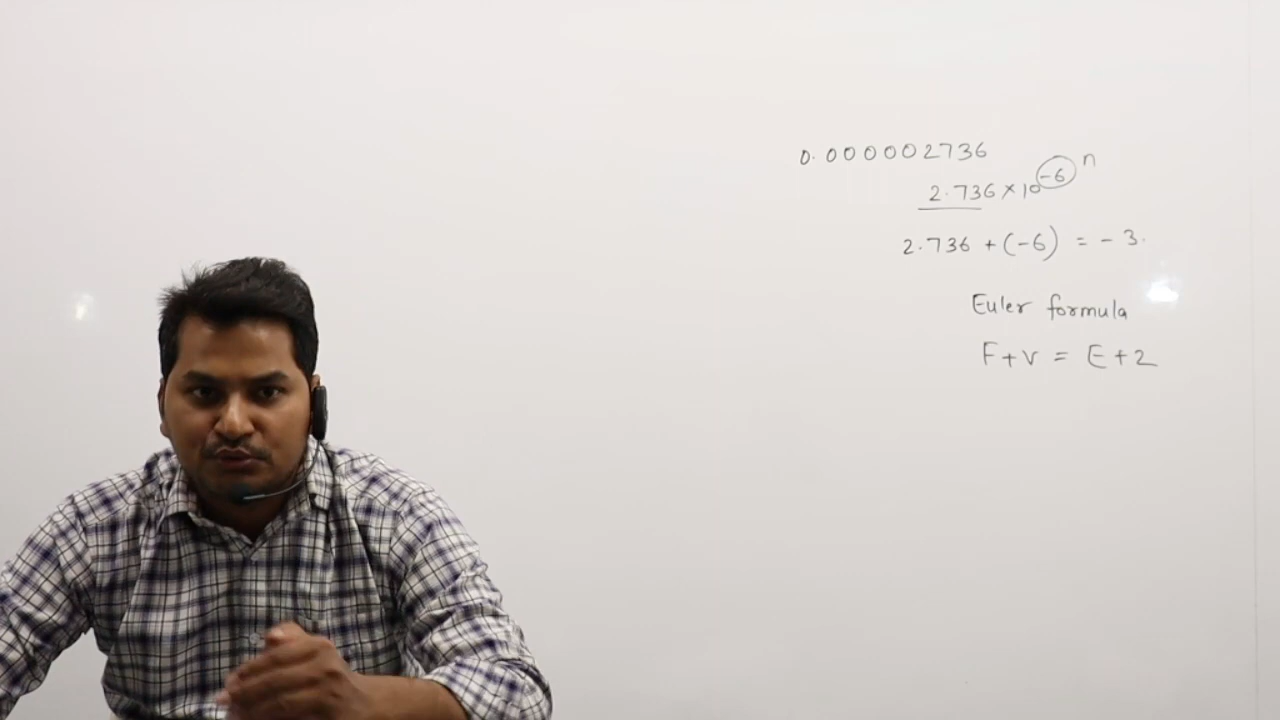 0.000002736
2.736 × 10^-6 n
2.736 + (-6) = -3.
Euler formula
F+V = E+2